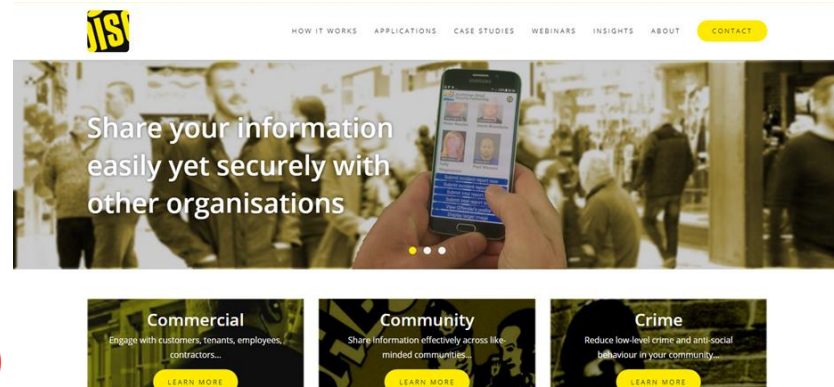 DISC
HOW IT WORKS APPLICATIONS CASE STUDIES WEBINARS INSIGHTS ABOUT CONTACT
Share your information
easily yet securely with
other organisations
SAMSUNG
Commercial
Engage with customers, tenants, employees,
contractors...
LEARN MORE
Community
Share information effectively across like-
minded communities...
LEARN MORE
Crime
Reduce low-level crime and anti-social
behaviour in your community...
LEARN MORE